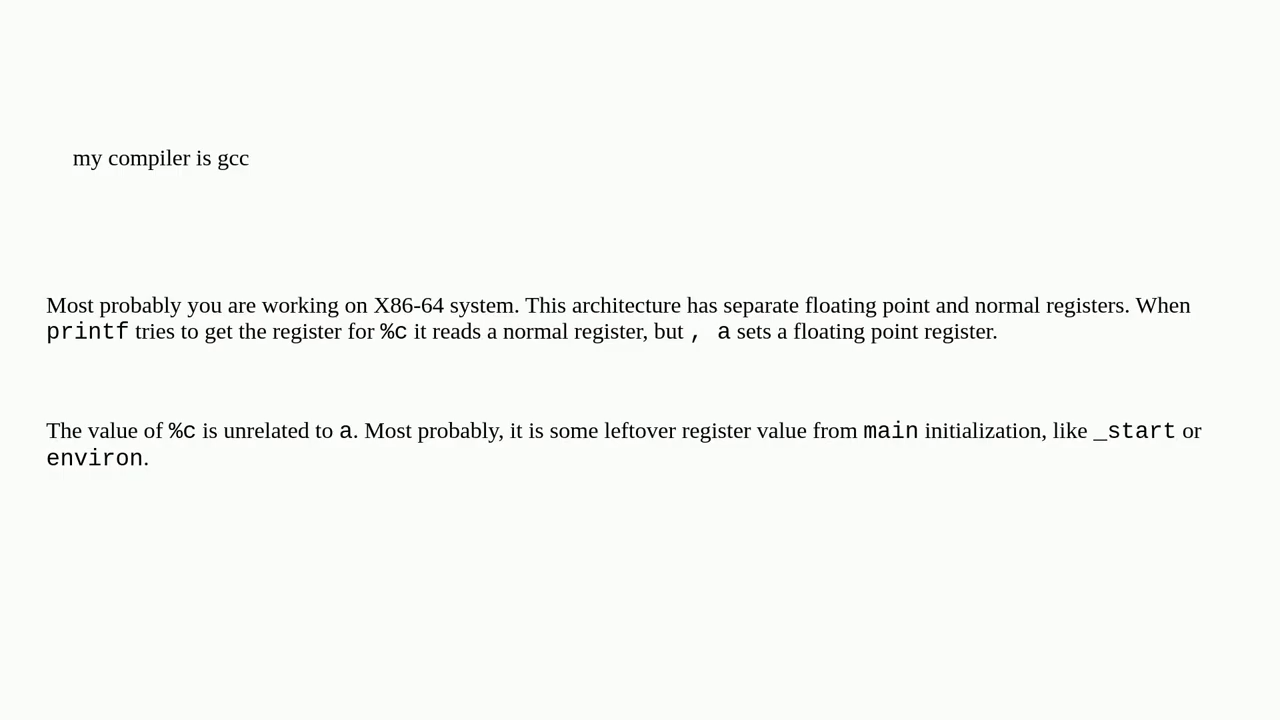 my compiler is gcc
Most probably you are working on X86-64 system. This architecture has separate floating point and normal registers. When
printf tries to get the register for %c it reads a normal register, but , a sets a floating point register.
The value of %c is unrelated to a. Most probably, it is some leftover register value from main initialization, like _start or
environ.